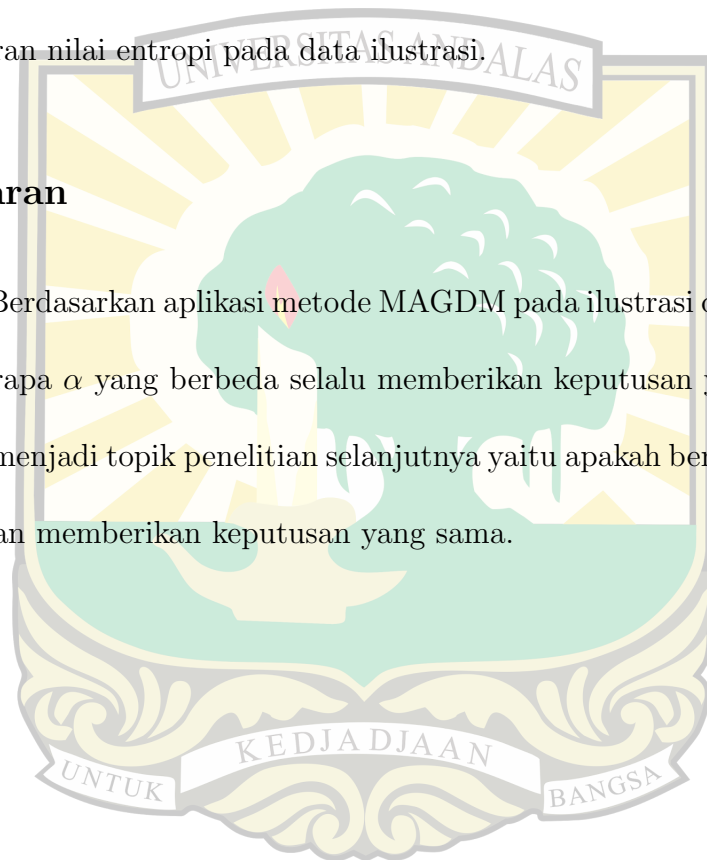 ran nilai entropi pada data ilustrasi.
UNIVERSITAS ANDALAS
aran
Berdasarkan aplikasi metode MAGDM pada ilustrasi
rapa α yang berbeda selalu memberikan keputusan
menjadi topik penelitian selanjutnya yaitu apakah ber
an memberikan keputusan yang sama.
KEDJADJAAN
UNTUK
BANGSA